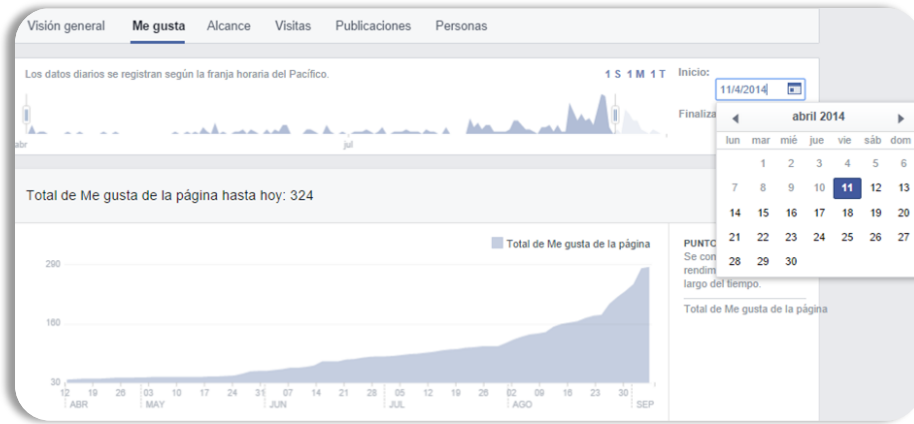 Visión general Me gusta Alcance Visitas Publicaciones Personas
Los datos diarios se registran según la franja horaria del Pacífico.
1 S 1 M 1 T
Inicio:
11/4/2014
Finaliza
abr jul
abril 2014
lun mar mié jue vie sáb dom
1 2 3 4 5 6
7 8 9 10 11 12 13
14 15 16 17 18 19 20
21 22 23 24 25 26 27
28 29 30
Total de Me gusta de la página hasta hoy: 324
Total de Me gusta de la página
290
160
30
12 19 26 03 10 17 24 31 07 14 21 28 05 12 19 26 02 09 16 23 30
ABR MAY JUN JUL AGO SEP
PUNTO
Se con
rendim
largo del tiempo.
Total de Me gusta de la página